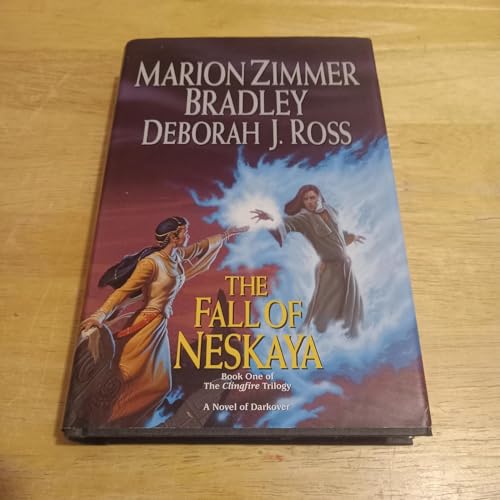 MARION ZIMMER
BRADLEY
DEBORAH J. ROSS
THE
FALL OF
NESKAYA
Book One of
The Clingfire Trilogy
A Novel of Darkover